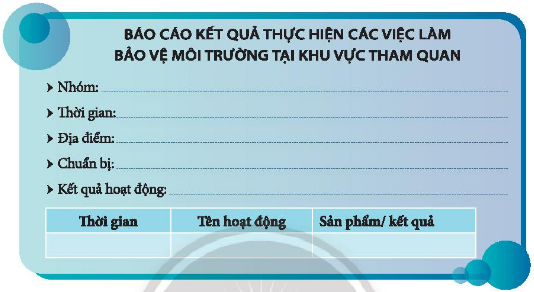 BÁO CÁO KẾT QUẢ THỰC HIỆN CÁC VIỆC LÀM
BẢO VỆ MÔI TRƯỜNG TẠI KHU VỰC THAM QUAN
Nhóm:
Thời gian:
Địa điểm:
Chuẩn bị:
Kết quả hoạt động:
Thời gian Tên hoạt động Sản phẩm/ kết quả